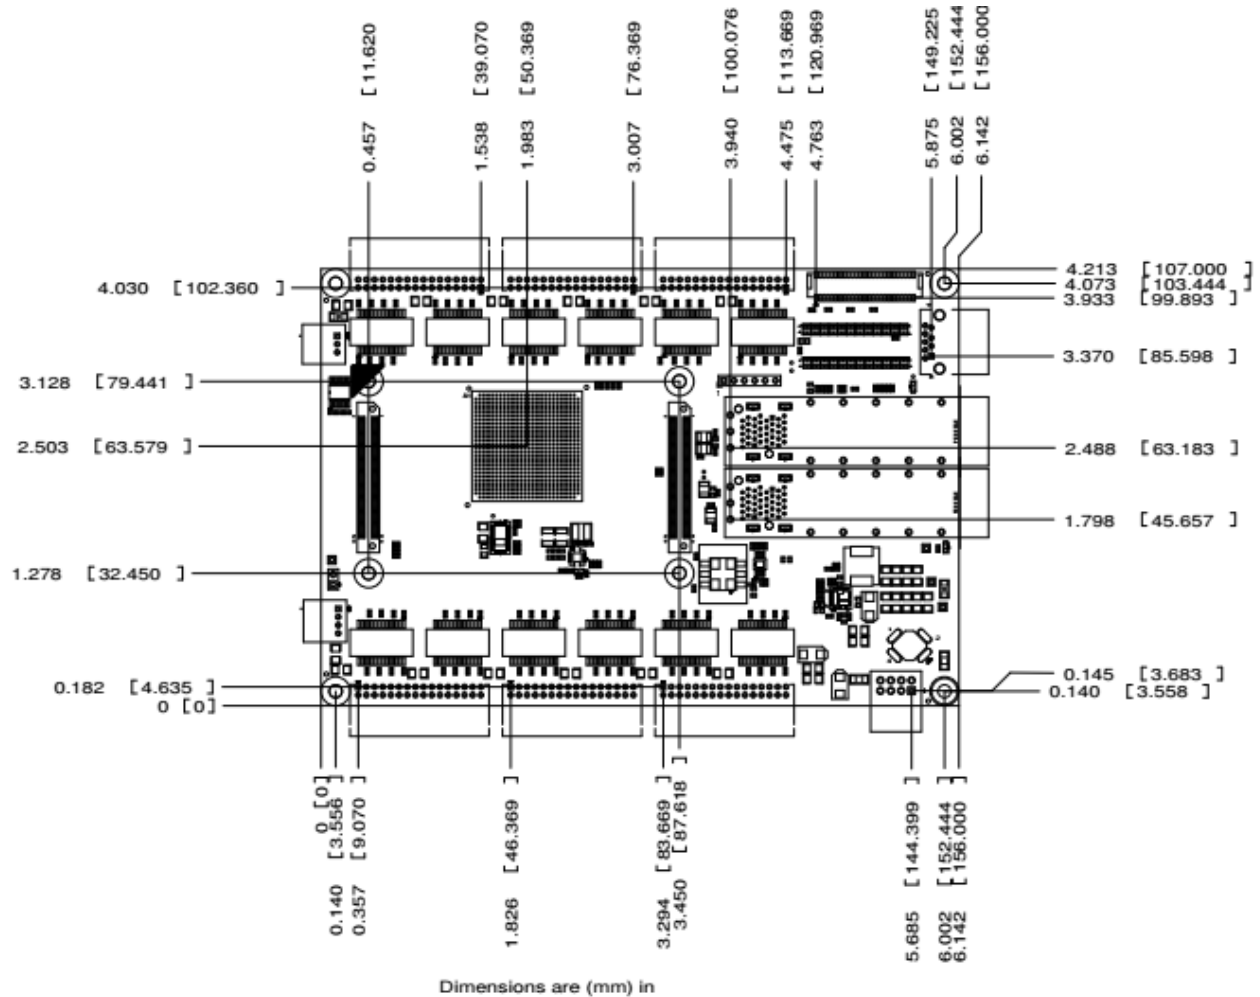 0.457 [ 11.620 ]
1.538 [ 39.070 ]
1.983 [ 50.369 ]
3.007 [ 76.369 ]
3.940 [ 100.076 ]
4.475 [ 113.669 ]
4.763 [ 120.969 ]
5.875 [ 149.225 ]
6.002 [ 152.444 ]
6.142 [ 156.000 ]
4.030 [ 102.360 ]
3.128 [ 79.441 ]
2.503 [ 63.579 ]
1.278 [ 32.450 ]
0.182 [ 4.635 ]
0 [ 0 ]
4.213 [ 107.000 ]
4.073 [ 103.444 ]
3.933 [ 99.893 ]
3.370 [ 85.598 ]
2.488 [ 63.183 ]
1.798 [ 45.657 ]
0.145 [ 3.683 ]
0.140 [ 3.558 ]
0 [ 0 ]
0.140 [ 3.556 ]
0.357 [ 9.070 ]
1.826 [ 46.369 ]
3.294 [ 83.669 ]
3.450 [ 87.618 ]
5.685 [ 144.399 ]
6.002 [ 152.444 ]
6.142 [ 156.000 ]
Dimensions are (mm) in